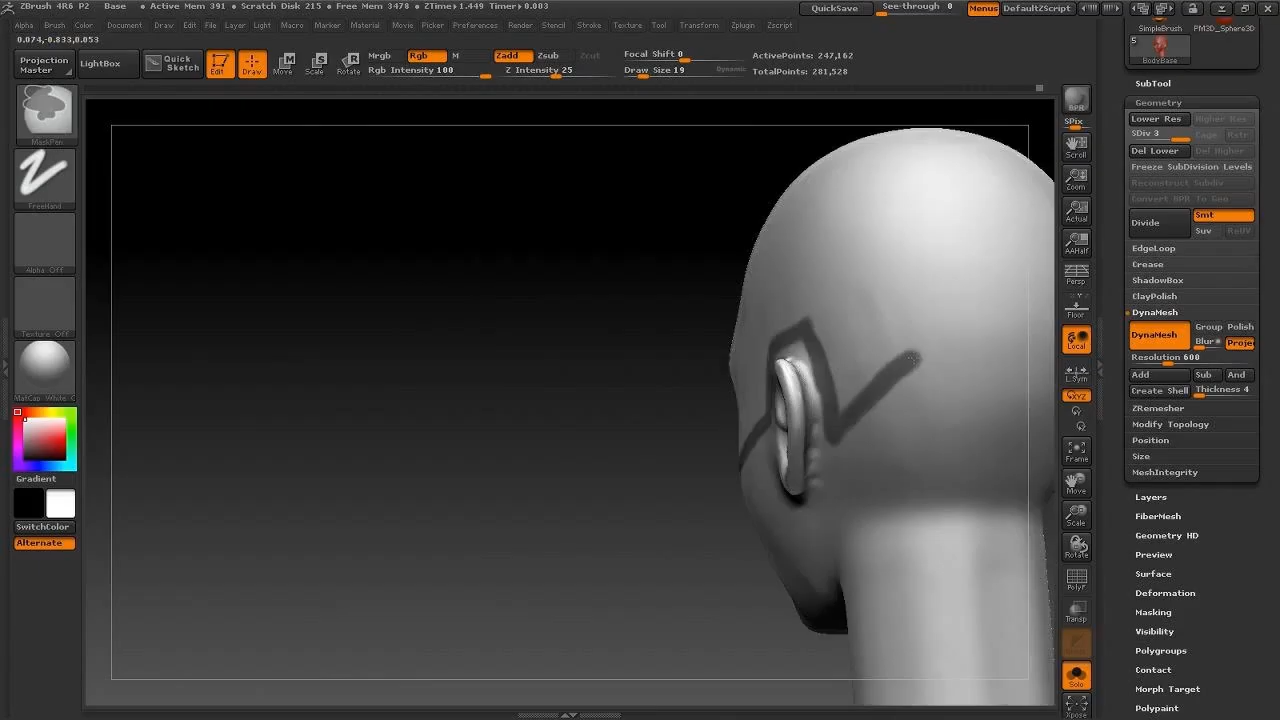 ZBrush 4R6 P2 Base • Active Mem 391 • Scratch Disk 215 • Free Mem 3478 • ZTime▸1.449 Timer▸0.003
QuickSave See-through 0 Menus DefaultZScript
Alpha Brush Color Document Draw Edit File Layer Light Macro Marker Material Movie Picker Preferences Render Stencil Stroke Texture Tool Transform Zplugin Zscript
0.074,-0.833,0.053
SimpleBrush PM3D_Sphere3D
Projection Master
LightBox
Quick Sketch
Edit Draw Move Scale Rotate
Mrgb Rgb M
Rgb Intensity 100
Zadd Zsub Zcut
Z Intensity 25
Focal Shift 0
Draw Size 19 Dynamic
ActivePoints: 247,162
TotalPoints: 281,528
5
BodyBase
MaskPen
FreeHand
Alpha Off
Texture Off
MatCap White C
Gradient
SwitchColor
Alternate
BPR
SPix
Scroll
Zoom
Actual
AAHalf
Persp
Floor
Local
L.Sym
XYZ
Frame
Move
Scale
Rotate
PolyF
Transp
Solo
Xpose
SubTool
Geometry
Lower Res Higher Res
SDiv 3 Cage Rstr
Del Lower Del Higher
Freeze SubDivision Levels
Reconstruct Subdiv
Convert BPR To Geo
Divide Smt
Suv ReUV
EdgeLoop
Crease
ShadowBox
ClayPolish
DynaMesh
DynaMesh Group Polish
Blur Proje
Resolution 600
Add Sub And
Create Shell Thickness 4
ZRemesher
Modify Topology
Position
Size
MeshIntegrity
Layers
FiberMesh
Geometry HD
Preview
Surface
Deformation
Masking
Visibility
Polygroups
Contact
Morph Target
Polypaint